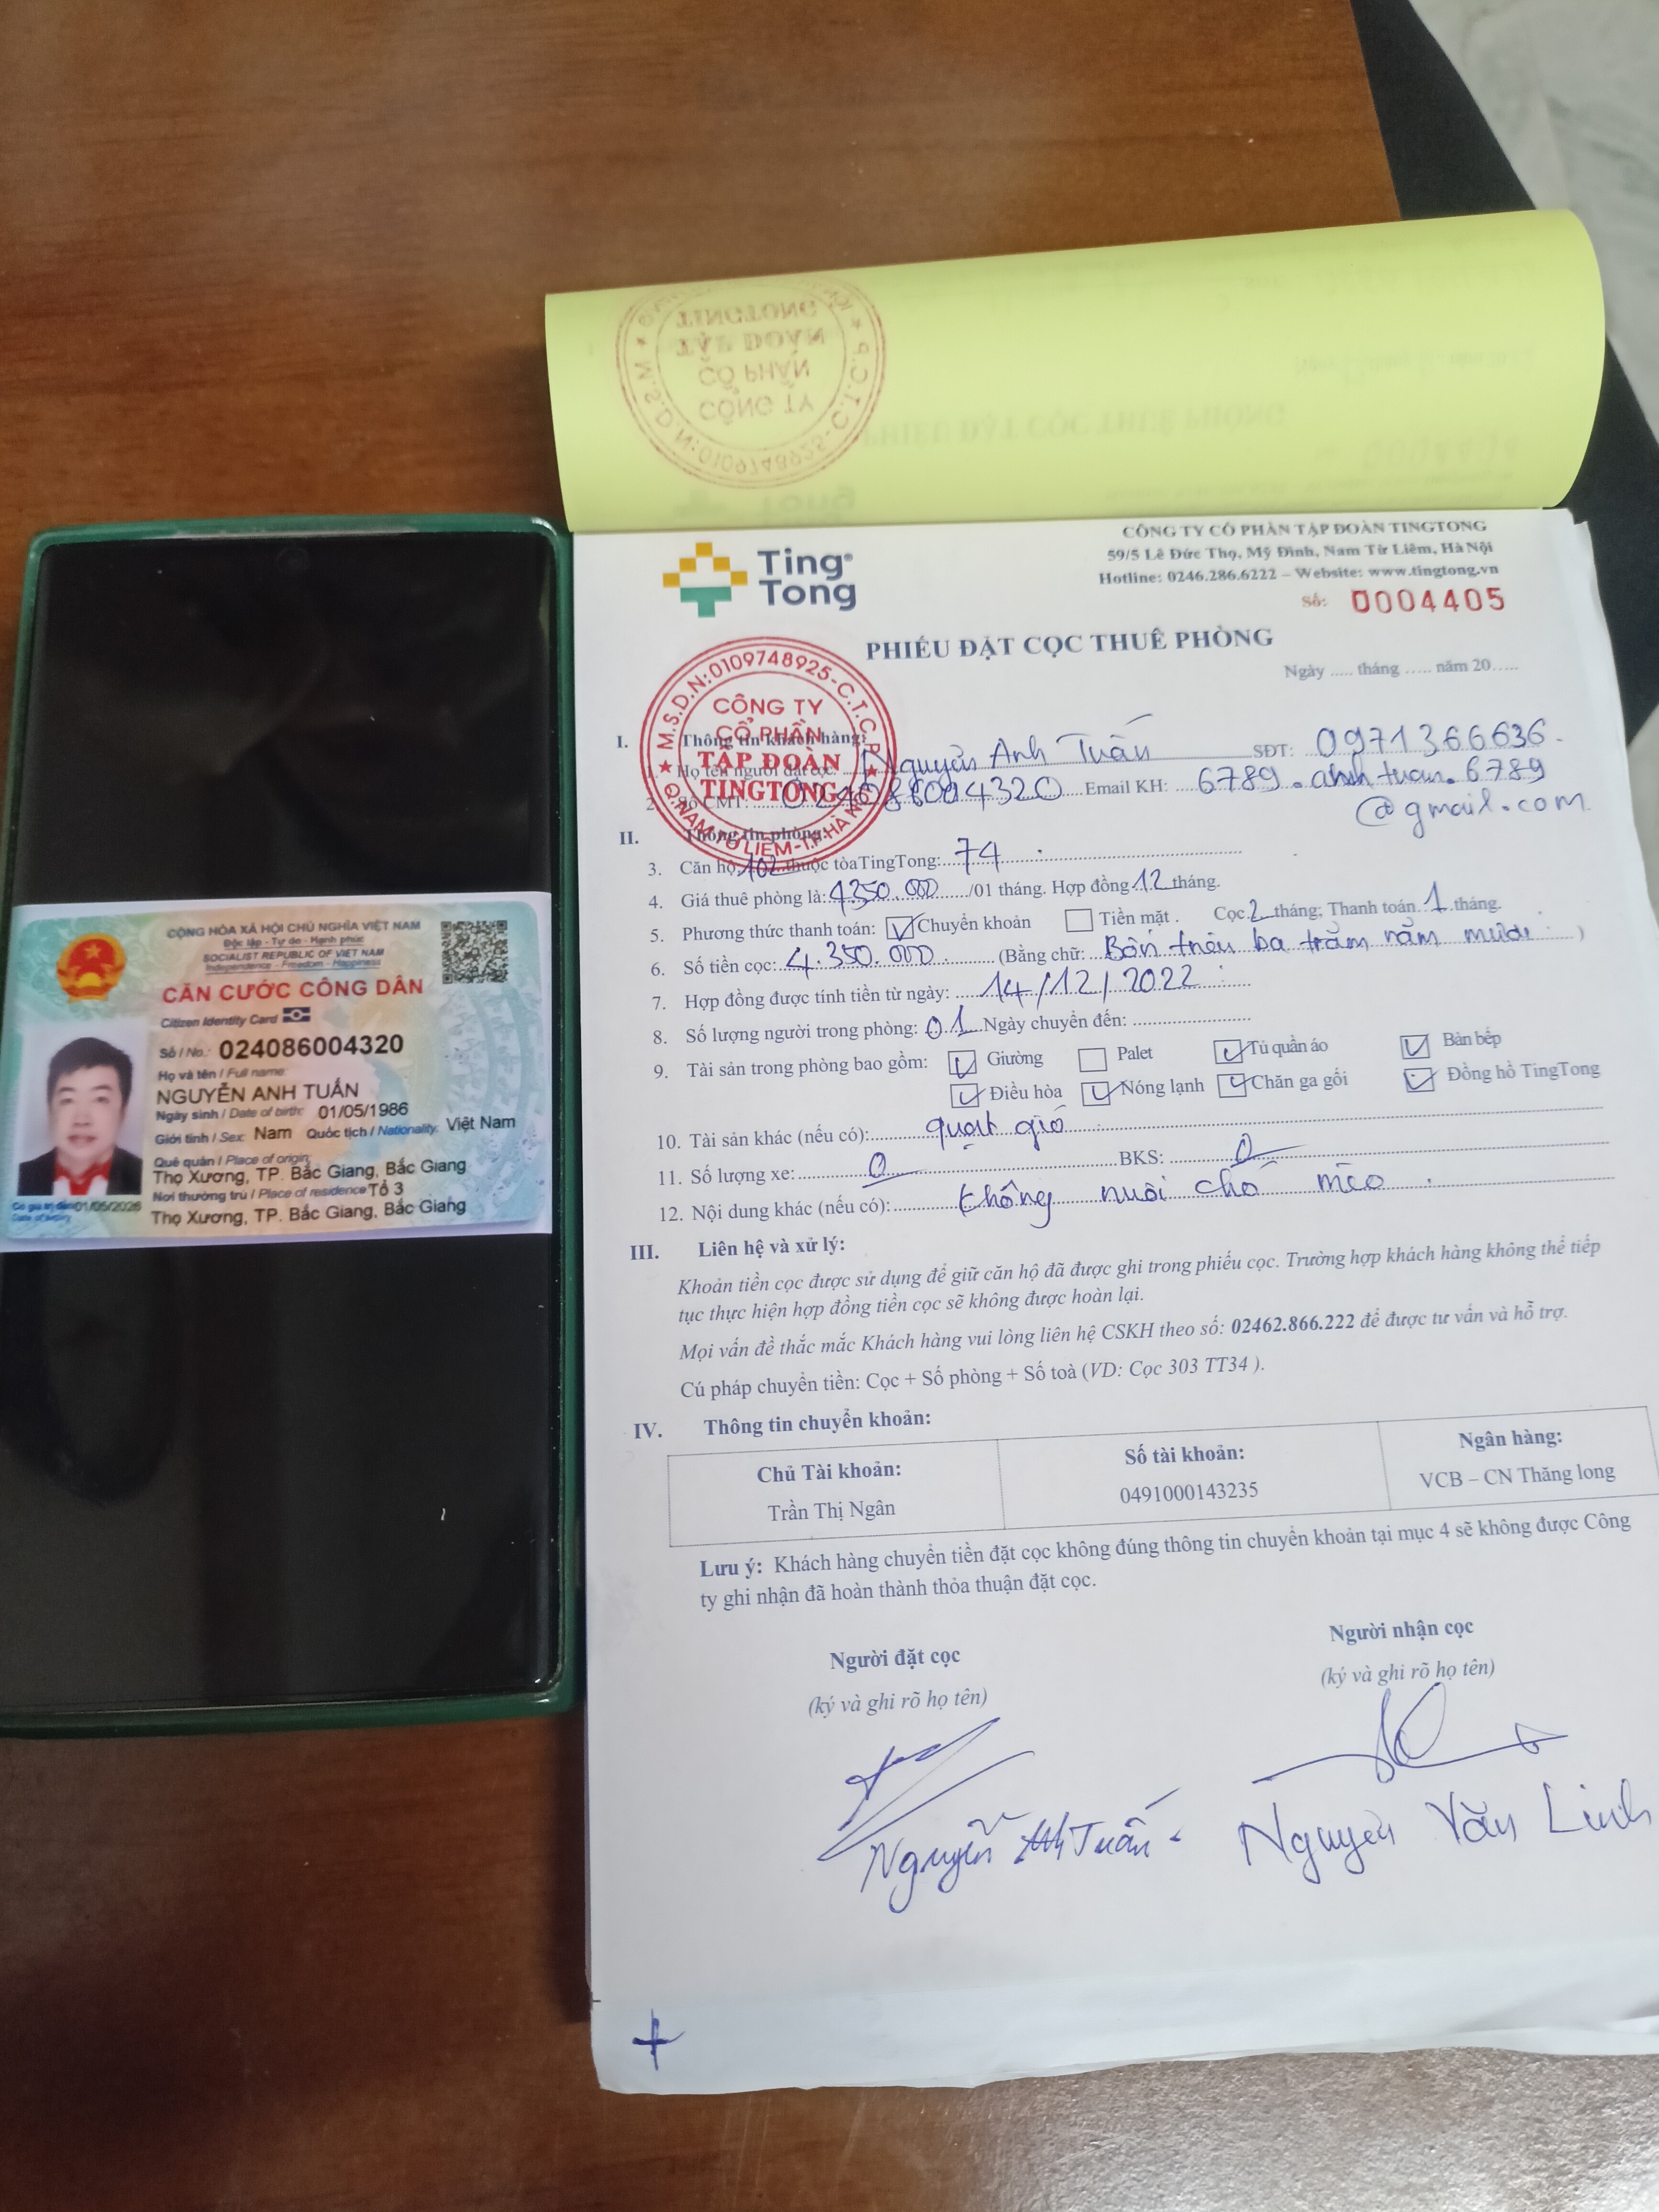 CỘNG HÒA XÃ HỘI CHỦ NGHĨA VIỆT NAM
Độc lập - Tự do - Hạnh phúc
SOCIALIST REPUBLIC OF VIET NAM
Independence - Freedom - Happiness
CĂN CƯỚC CÔNG DÂN
Citizen Identity Card
Số / No.: 024086004320
Họ và tên / Full name:
NGUYỄN ANH TUẤN
Ngày sinh / Date of birth: 01/05/1986
Giới tính / Sex: Nam Quốc tịch / Nationality: Việt Nam
Quê quán / Place of origin:
Thọ Xương, TP. Bắc Giang, Bắc Giang
Nơi thường trú / Place of residence Tổ 3
Thọ Xương, TP. Bắc Giang, Bắc Giang
Có giá trị đến 01/05/2026
Date of expiry
Ting Tong
CÔNG TY CỔ PHẦN TẬP ĐOÀN TINGTONG
59/5 Lê Đức Thọ, Mỹ Đình, Nam Từ Liêm, Hà Nội
Hotline: 0246.286.6222 – Website: www.tingtong.vn
Số: 0004405
PHIẾU ĐẶT CỌC THUÊ PHÒNG
Ngày ..... tháng ..... năm 20.....
M.S.D.N:0109748925-C.T.C.P
CÔNG TY
CỔ PHẦN
TẬP ĐOÀN
TINGTONG
Q.NAM TỪ LIÊM-T.P.HÀ NỘI
I. Thông tin khách hàng:
1. Họ tên người đặt cọc: Nguyễn Anh Tuấn SĐT: 0971366636
2. Số CMT: 024086004320 Email KH: 6789.anhtuan.6789
@gmail.com
II. Thông tin phòng:
3. Căn hộ 102 thuộc tòa TingTong: 74
4. Giá thuê phòng là: 4350.000/01 tháng. Hợp đồng 12 tháng.
5. Phương thức thanh toán: Chuyển khoản Tiền mặt . Cọc 2 tháng; Thanh toán 1 tháng.
6. Số tiền cọc: 4.350.000 (Bằng chữ: Bốn triệu ba trăm năm mươi )
7. Hợp đồng được tính tiền từ ngày: 14/12/2022
8. Số lượng người trong phòng: 01 Ngày chuyển đến:
9. Tài sản trong phòng bao gồm: Giường Palet Tủ quần áo Bàn bếp
Điều hòa Nóng lạnh Chăn ga gối Đồng hồ TingTong
10. Tài sản khác (nếu có): quạt gió
11. Số lượng xe: 0 BKS: 0
12. Nội dung khác (nếu có): không nuôi chó mèo
III. Liên hệ và xử lý:
Khoản tiền cọc được sử dụng để giữ căn hộ đã được ghi trong phiếu cọc. Trường hợp khách hàng không thể tiếp
tục thực hiện hợp đồng tiền cọc sẽ không được hoàn lại.
Mọi vấn đề thắc mắc Khách hàng vui lòng liên hệ CSKH theo số: 02462.866.222 để được tư vấn và hỗ trợ.
Cú pháp chuyển tiền: Cọc + Số phòng + Số toà (VD: Cọc 303 TT34 ).
IV. Thông tin chuyển khoản:
Chủ Tài khoản: Số tài khoản: Ngân hàng:
Trần Thị Ngân 0491000143235 VCB – CN Thăng long
Lưu ý: Khách hàng chuyển tiền đặt cọc không đúng thông tin chuyển khoản tại mục 4 sẽ không được Công
ty ghi nhận đã hoàn thành thỏa thuận đặt cọc.
Người đặt cọc Người nhận cọc
(ký và ghi rõ họ tên) (ký và ghi rõ họ tên)
Nguyễn Anh Tuấn Nguyễn Văn Linh